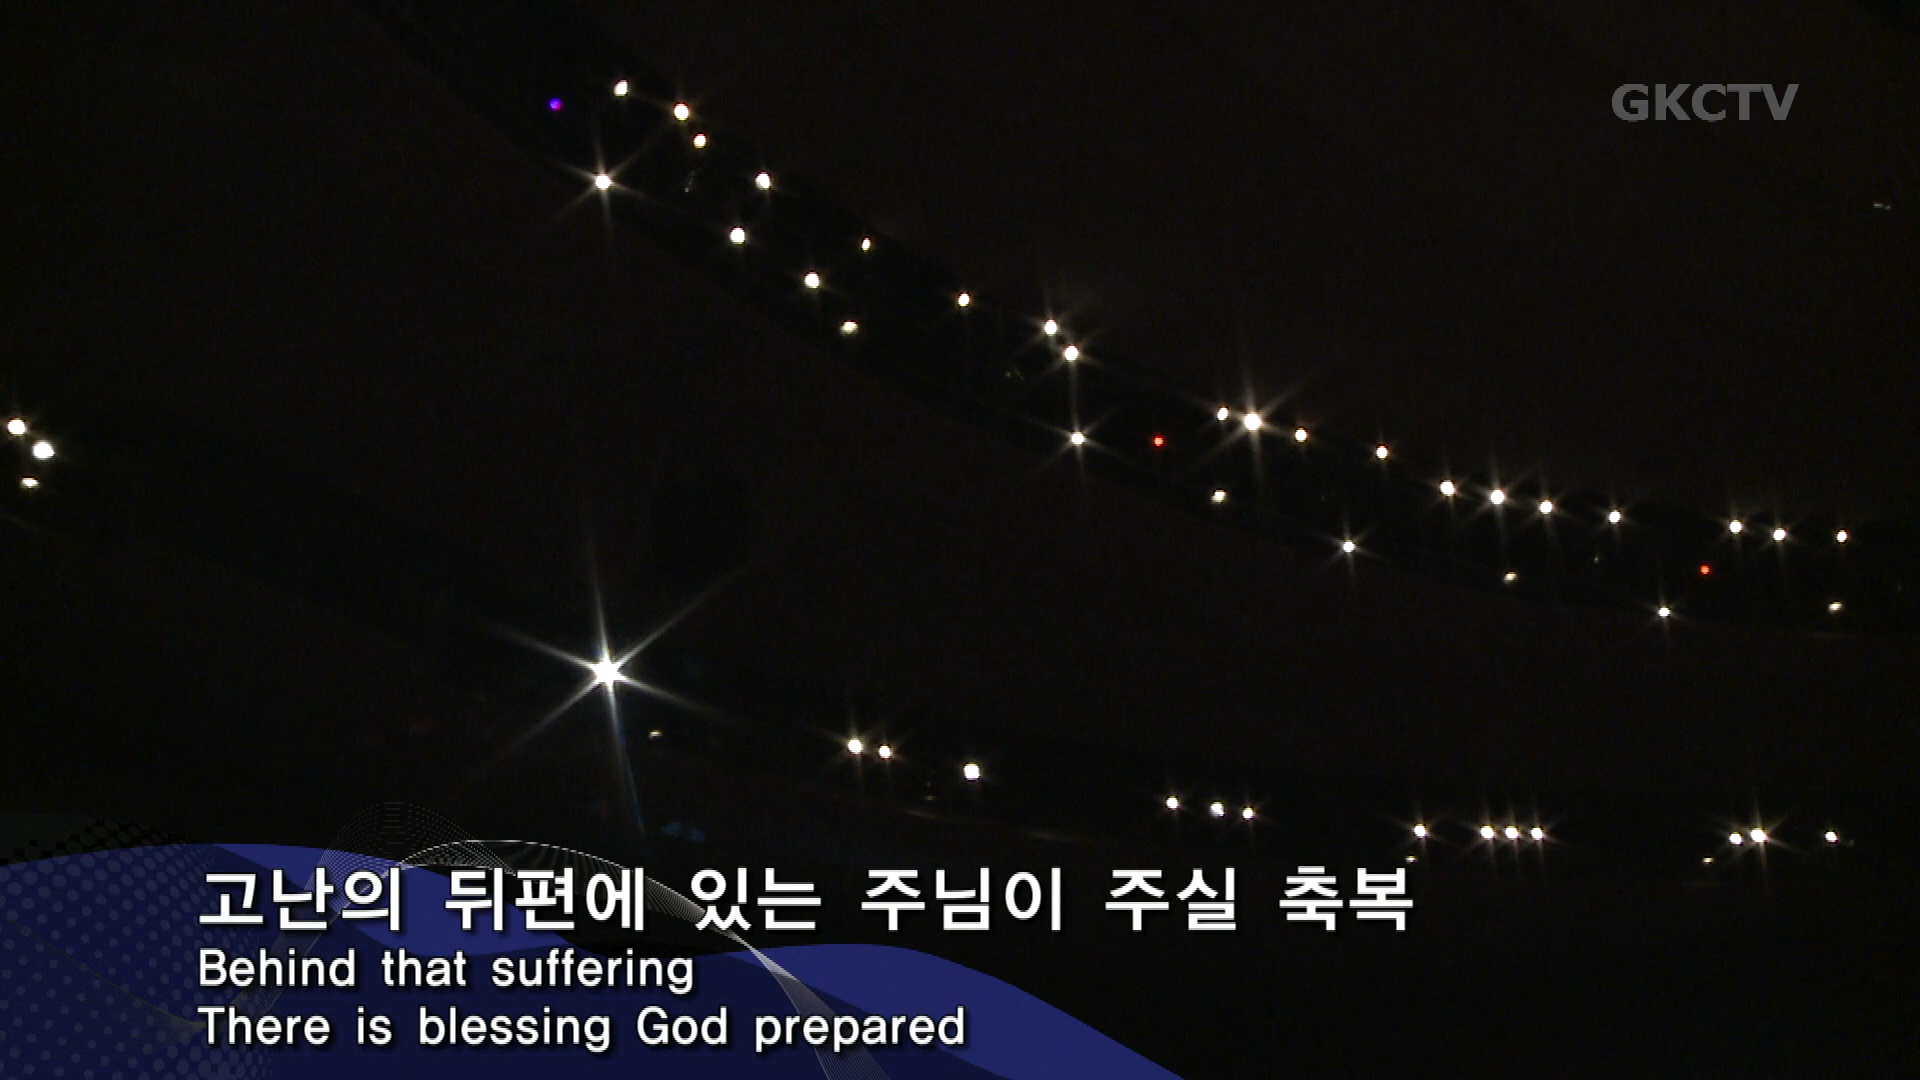 GKCTV
고난의 뒤편에 있는 주님이 주실 축복
Behind that suffering
There is blessing God prepared